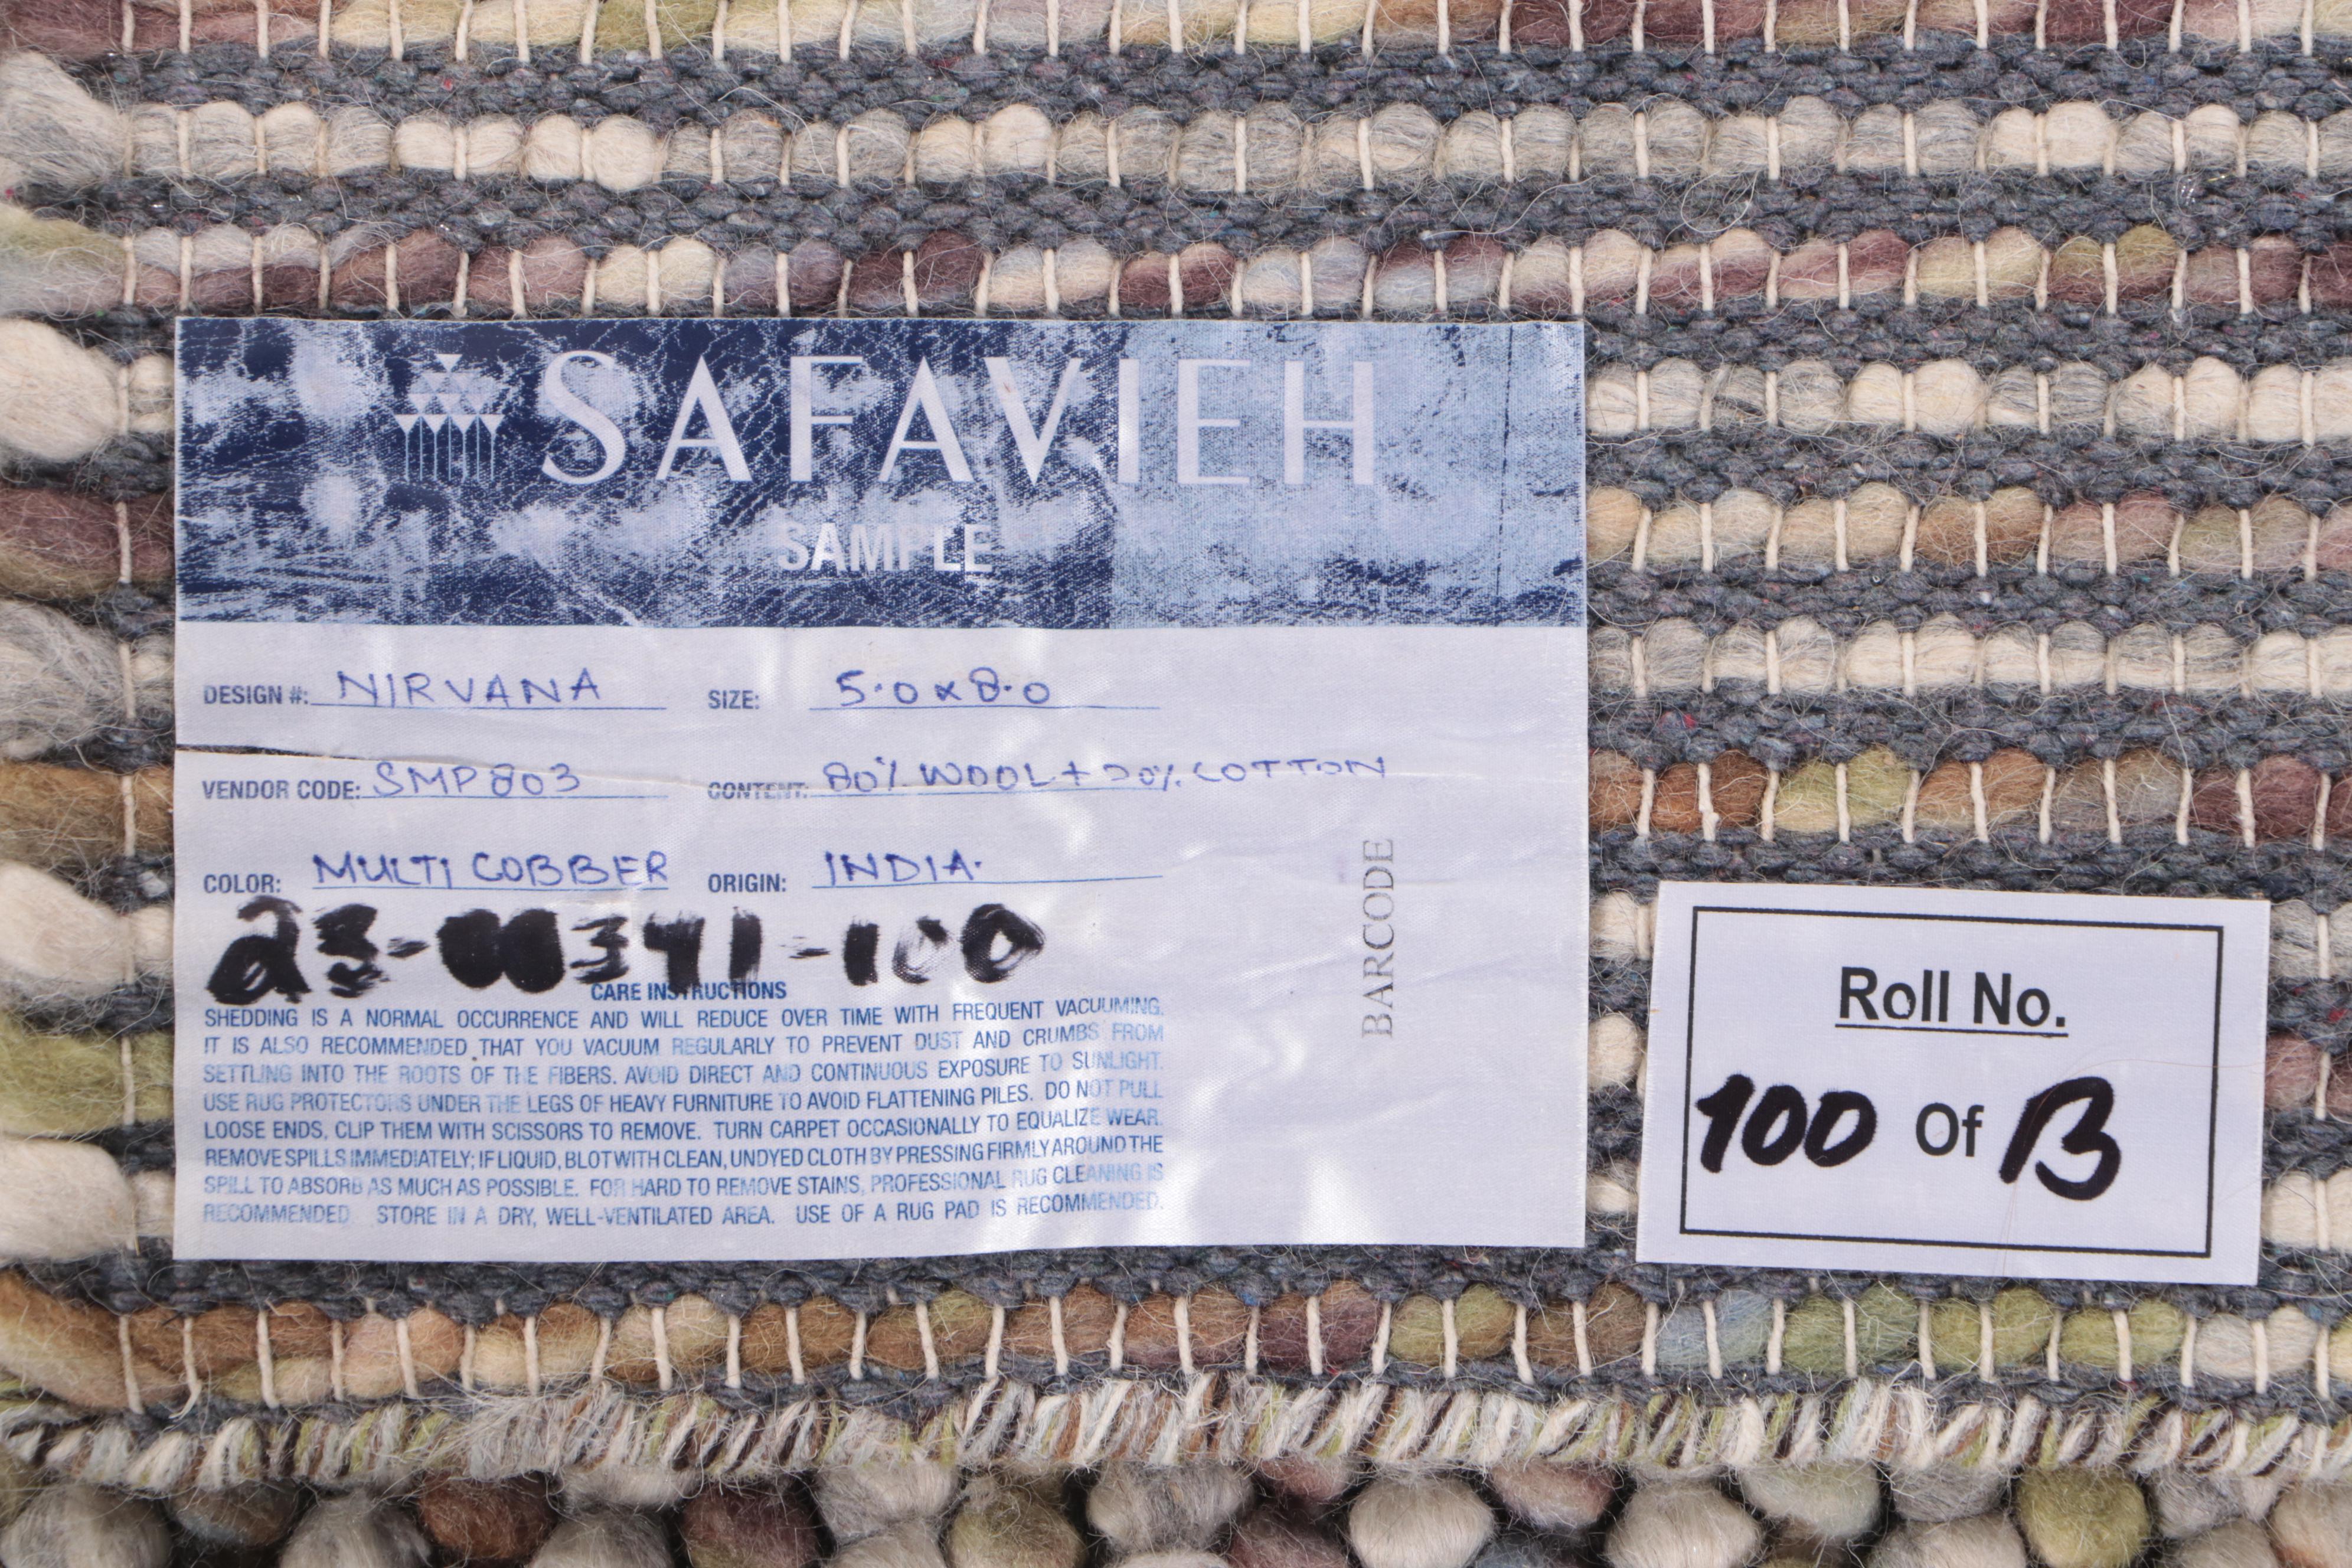 SAFAVIEH
SAMPLE
DESIGN #: NIRVANA SIZE: 5.0 x 8.0
VENDOR CODE: SMP803 CONTENT: 80% WOOL + 20% COTTON
COLOR: MULTI COBBER ORIGIN: INDIA.
-100
CARE INSTRUCTIONS
SHEDDING IS A NORMAL OCCURRENCE AND WILL REDUCE OVER TIME WITH FREQUENT VACUUMING.
IT IS ALSO RECOMMENDED THAT YOU VACUUM REGULARLY TO PREVENT DUST AND CRUMBS FROM
SETTLING INTO THE ROOTS OF THE FIBERS. AVOID DIRECT AND CONTINUOUS EXPOSURE TO SUNLIGHT.
USE RUG PROTECTORS UNDER THE LEGS OF HEAVY FURNITURE TO AVOID FLATTENING PILES. DO NOT PULL
LOOSE ENDS, CLIP THEM WITH SCISSORS TO REMOVE. TURN CARPET OCCASIONALLY TO EQUALIZE WEAR.
REMOVE SPILLS IMMEDIATELY; IF LIQUID, BLOT WITH CLEAN, UNDYED CLOTH BY PRESSING FIRMLY AROUND THE
SPILL TO ABSORB AS MUCH AS POSSIBLE. FOR HARD TO REMOVE STAINS, PROFESSIONAL RUG CLEANING IS
RECOMMENDED STORE IN A DRY, WELL-VENTILATED AREA. USE OF A RUG PAD IS RECOMMENDED.
BARCODE
Roll No.
100 Of B